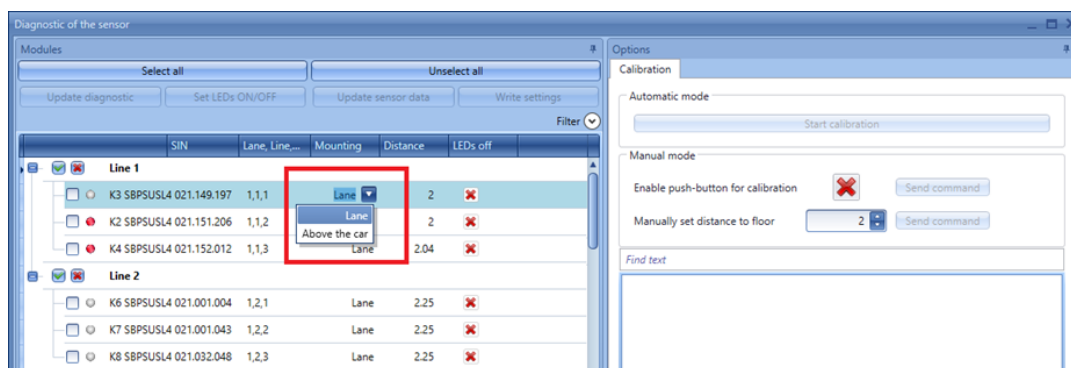 Diagnostic of the sensor
Modules
Select all
Unselect all
Update diagnostic
Set LEDs ON/OFF
Update sensor data
Write settings
Filter
SIN
Lane, Line,...
Mounting
Distance
LEDs off
Line 1
K3 SBPSUSL4 021.149.197 1,1,1 Lane 2
K2 SBPSUSL4 021.151.206 1,1,2 Lane 2
K4 SBPSUSL4 021.152.012 1,1,3 Above the car Lane 2.04
Line 2
K6 SBPSUSL4 021.001.004 1,2,1 Lane 2.25
K7 SBPSUSL4 021.001.043 1,2,2 Lane 2.25
K8 SBPSUSL4 021.032.048 1,2,3 Lane 2.25
Options
Calibration
Automatic mode
Start calibration
Manual mode
Enable push-button for calibration Send command
Manually set distance to floor 2 Send command
Find text